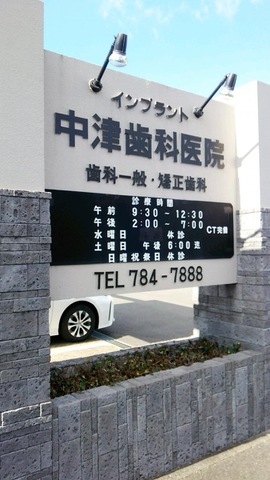 インプラント
中津歯科医院
歯科一般・矯正歯科
診療時間
午前 9:30 - 12:30
午後 2:00 - 7:00
CT完備
水曜日 休診
土曜日 午後 6:00 迄
日曜祝祭日 休診
TEL 784-7888